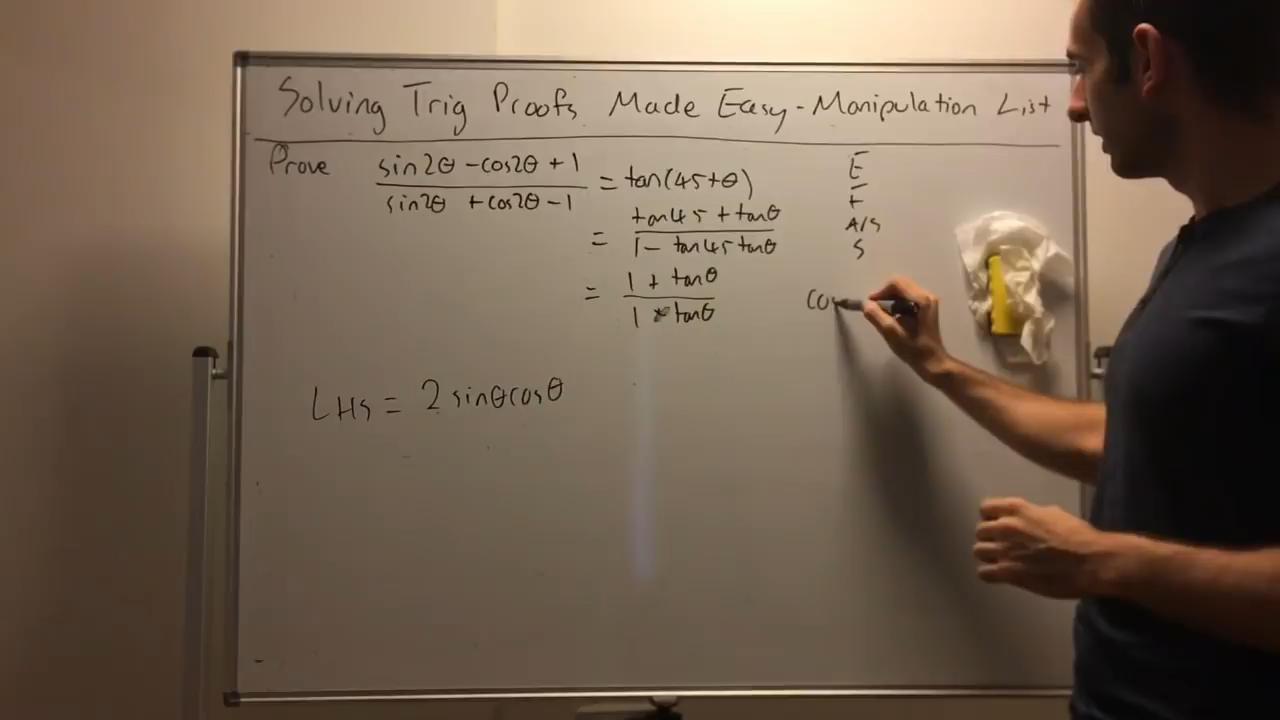 Solving Trig Proofs Made Easy - Manipulation List
Prove sin2θ - cos2θ + 1 / sin2θ + cos2θ - 1 = tan(45+θ)
= tan45 + tanθ / 1 - tan45 tanθ
= 1 + tanθ / 1 - tanθ
E
F
A/S
S
cos
LHS = 2 sinθcosθ